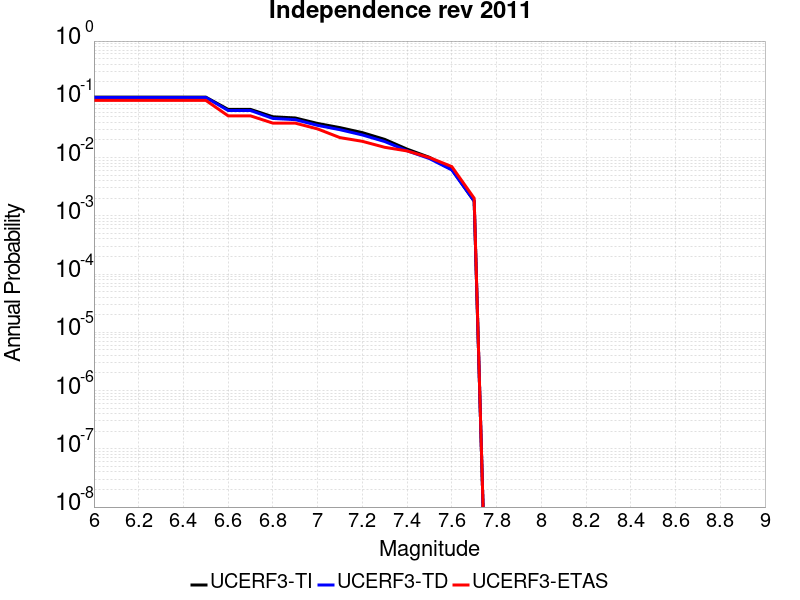 Independence rev 2011
10^0
10^-1
10^-2
10^-3
10^-4
10^-5
10^-6
10^-7
10^-8
Annual Probability
6 6.2 6.4 6.6 6.8 7 7.2 7.4 7.6 7.8 8 8.2 8.4 8.6 8.8 9
Magnitude
UCERF3-TI UCERF3-TD UCERF3-ETAS